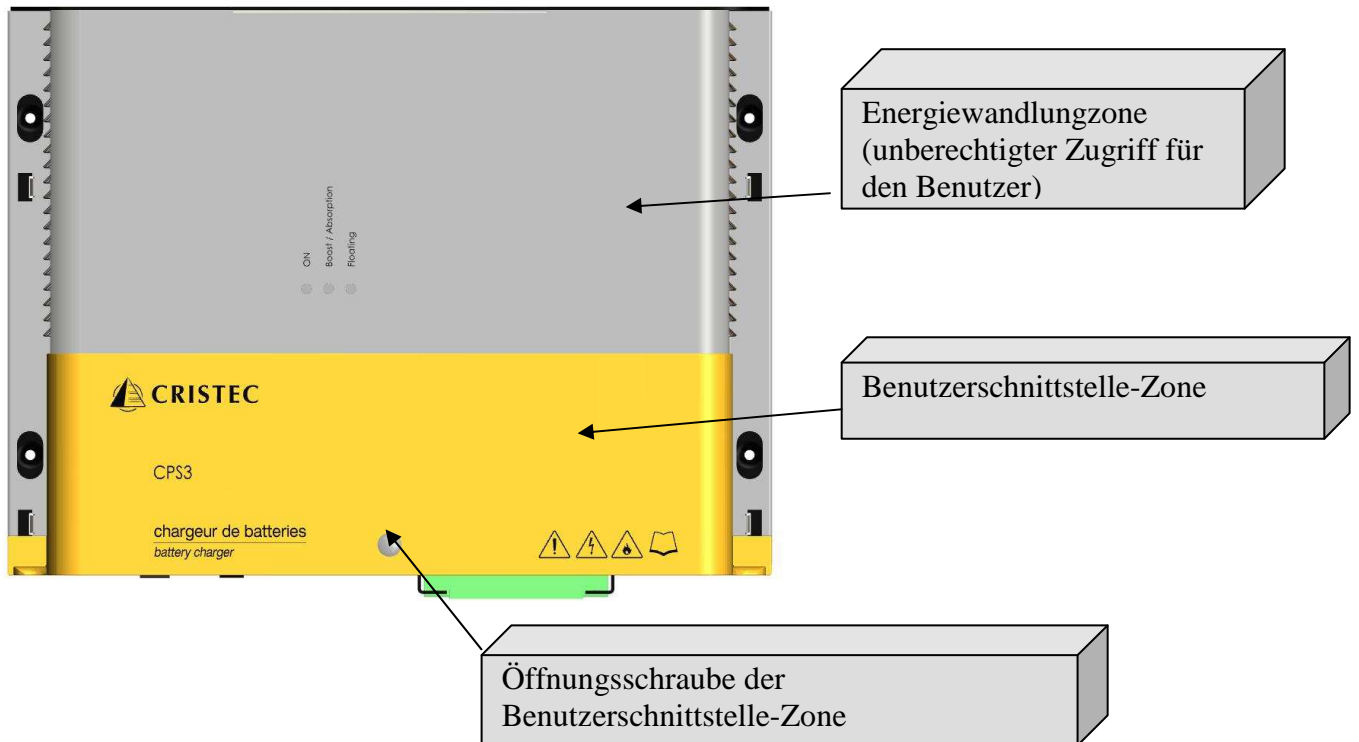 Energiewandlungzone
(unberechtigter Zugriff für
den Benutzer)
ON
Boost / Absorption
Floating
Benutzerschnittstelle-Zone
CRISTEC
CPS3
chargeur de batteries
battery charger
Öffnungsschraube der
Benutzerschnittstelle-Zone